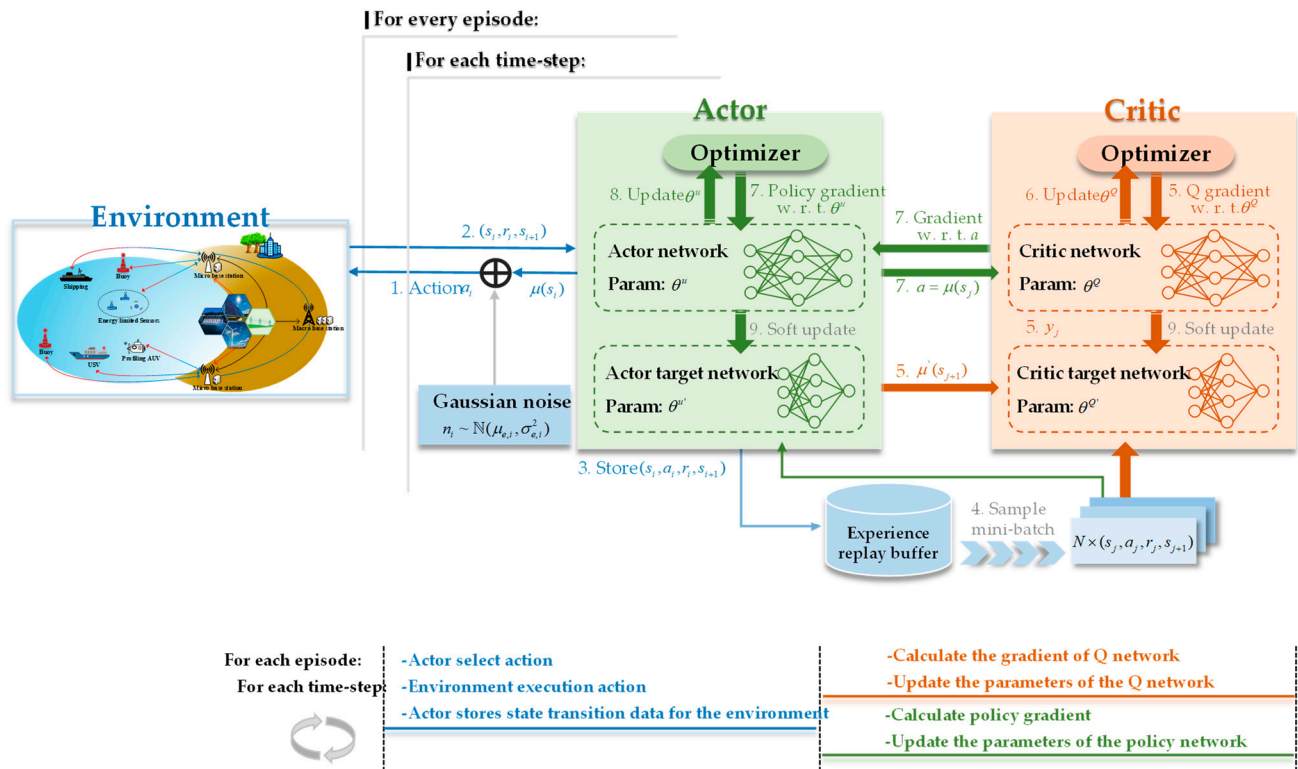 For every episode:
For each time-step:
Actor
Critic
Optimizer
Optimizer
8. Update θ^u
7. Policy gradient
w. r. t. θ^u
6. Update θ^Q
5. Q gradient
w. r. t. θ^Q
Environment
2. (s_i, r_i, s_{i+1})
1. Action a_i
μ(s_i)
Actor network
Param: θ^u
7. Gradient
w. r. t. a
7. a = μ(s_j)
Critic network
Param: θ^Q
Shipping
Buoy
Micro base station
Energy limited Sensors
Macro base station
Buoy
USV
Profiling AUV
Micro base station
9. Soft update
5. y_j
9. Soft update
Actor target network
Param: θ^{u'}
5. μ'(s_{j+1})
Critic target network
Param: θ^{Q'}
Gaussian noise
n_i ~ ℕ(μ_{e,i}, σ²_{e,i})
3. Store (s_i, a_i, r_i, s_{i+1})
Experience
replay buffer
4. Sample
mini-batch
N × (s_j, a_j, r_j, s_{j+1})
For each episode:
For each time-step:
-Actor select action
-Environment execution action
-Actor stores state transition data for the environment
-Calculate the gradient of Q network
-Update the parameters of the Q network
-Calculate policy gradient
-Update the parameters of the policy network